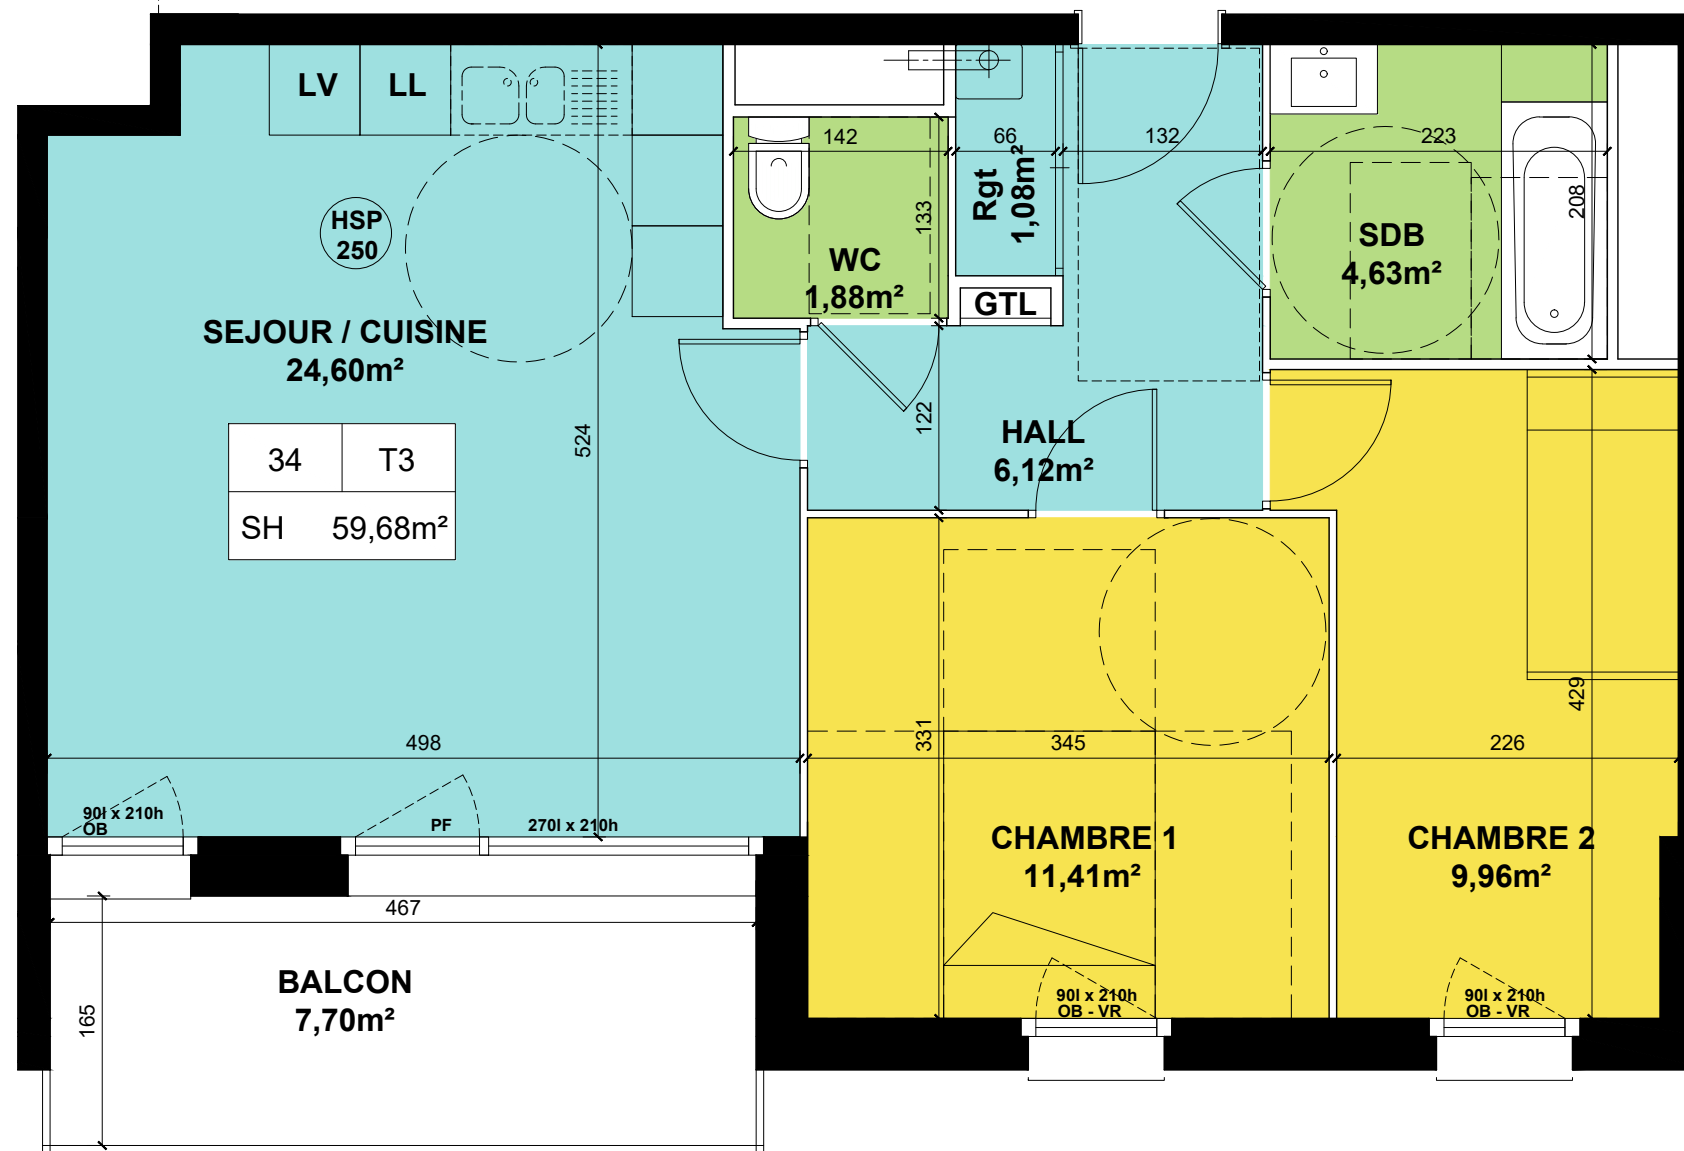 LV
LL
142
66
132
223
HSP
250
133
Rgt
1,08m²
208
SDB
4,63m²
WC
1,88m²
GTL
SEJOUR / CUISINE
24,60m²
34
T3
SH
59,68m²
524
122
HALL
6,12m²
498
331
345
429
226
90l x 210h
OB
PF
270l x 210h
CHAMBRE 1
11,41m²
CHAMBRE 2
9,96m²
467
BALCON
7,70m²
165
90l x 210h
OB - VR
90l x 210h
OB - VR